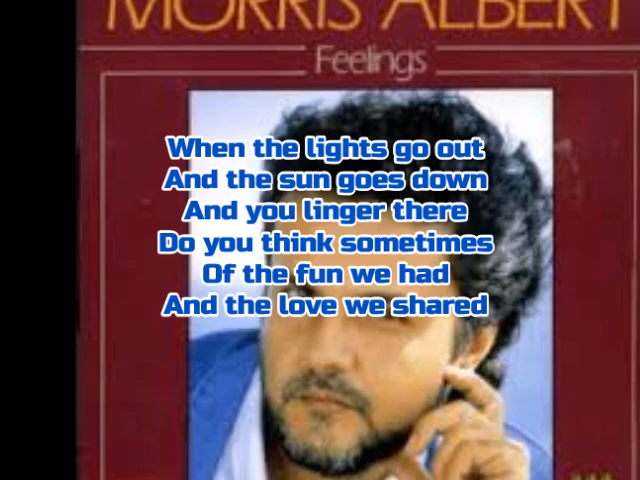 MORRIS ALBERT
Feelings
When the lights go out
And the sun goes down
And you linger there
Do you think sometimes
Of the fun we had
And the love we shared